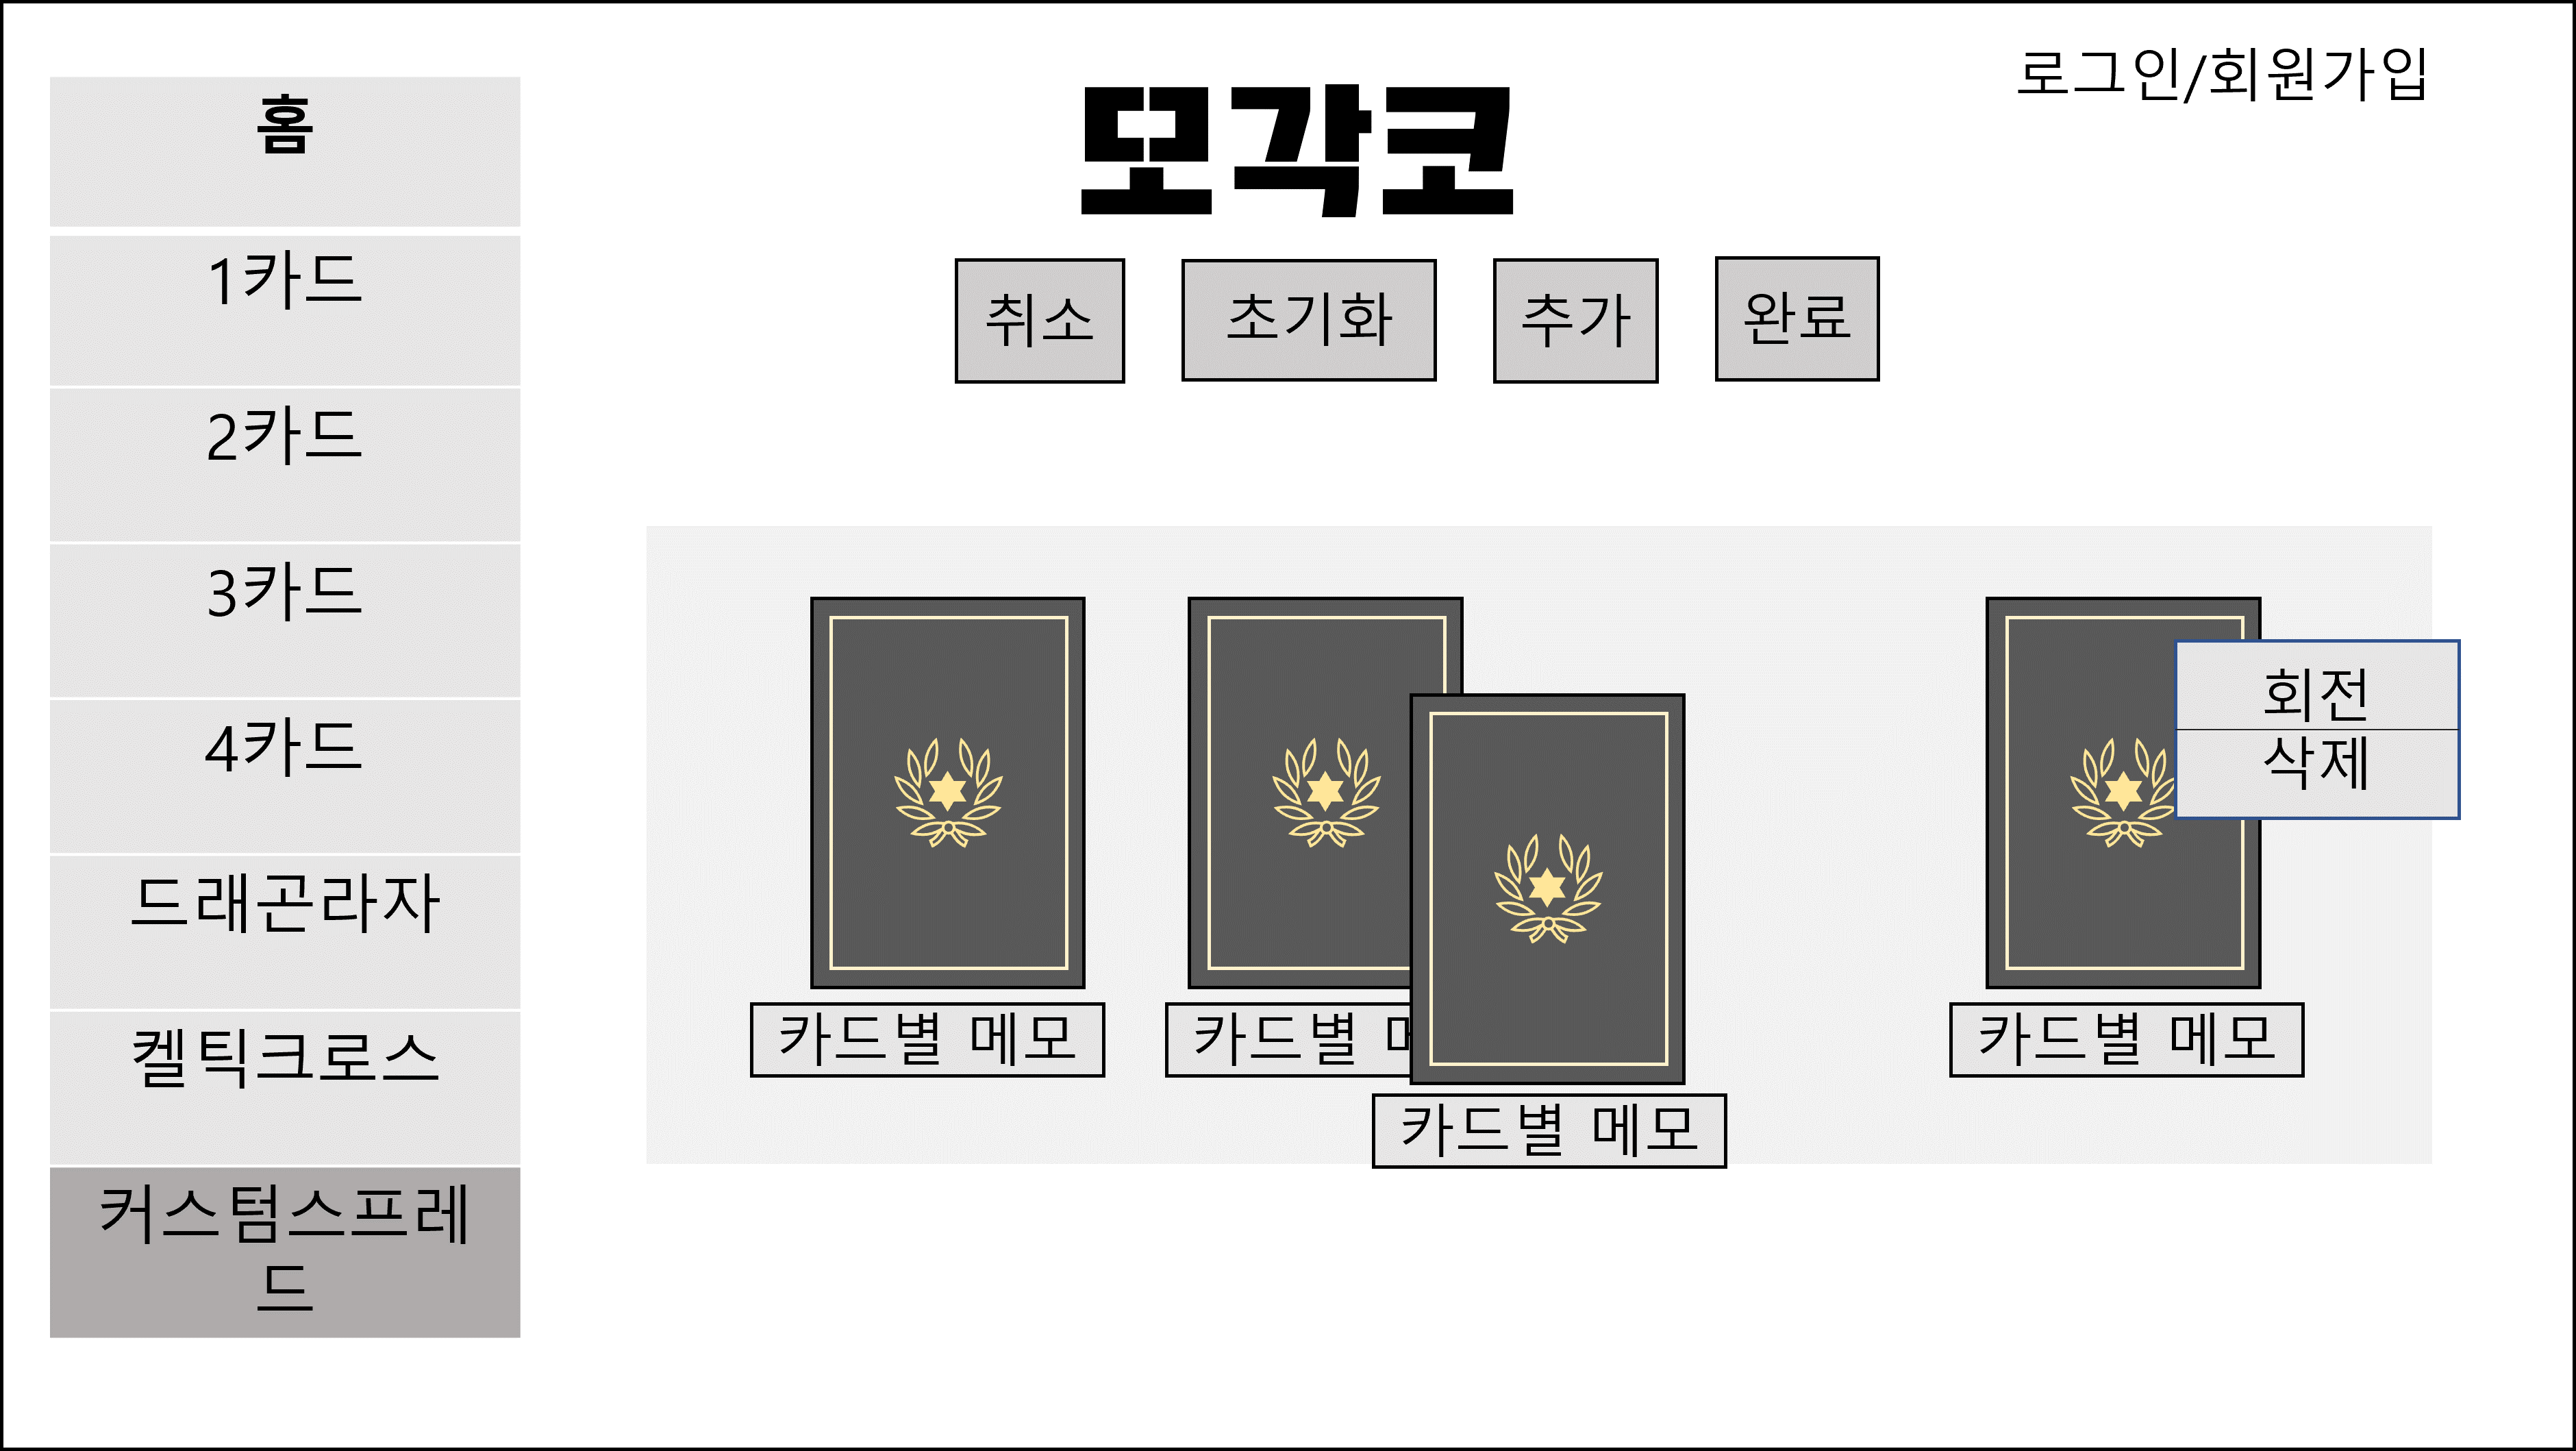 로그인/회원가입
모각코
홈
1카드
2카드
3카드
4카드
드래곤라자
켈틱크로스
커스텀스프레
드
취소
초기화
추가
완료
회전
삭제
카드별 메모
카드별
카드별 메모
카드별 메모